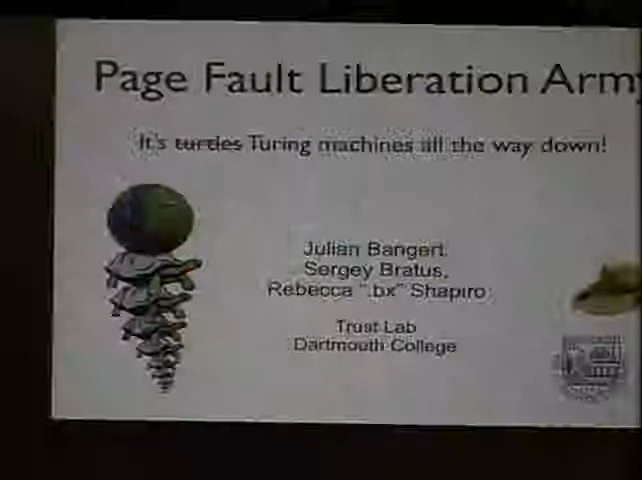 Page Fault Liberation Army
It's turtles Turing machines all the way down!
Julian Bangert,
Sergey Bratus,
Rebecca ".bx" Shapiro
Trust Lab
Dartmouth College